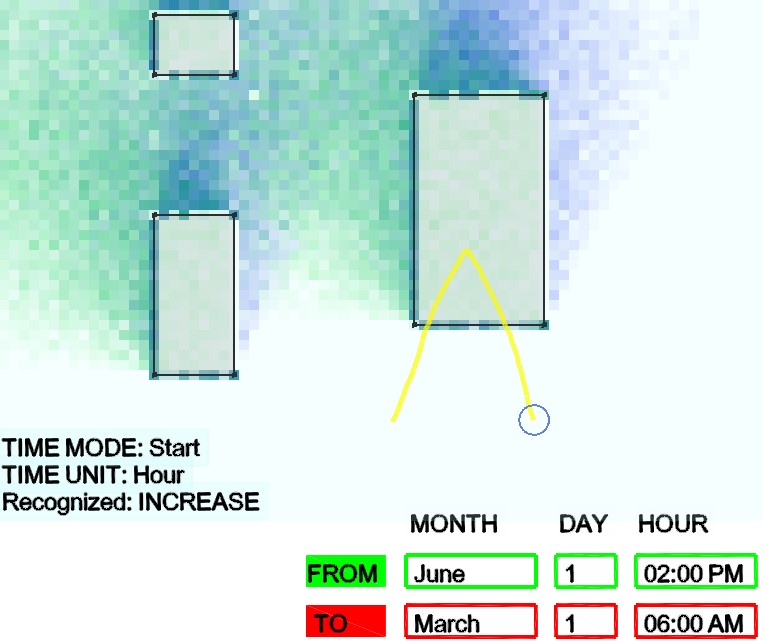 TIME MODE: Start
TIME UNIT: Hour
Recognized: INCREASE
MONTH DAY HOUR
FROM June 1 02:00 PM
TO March 1 06:00 AM